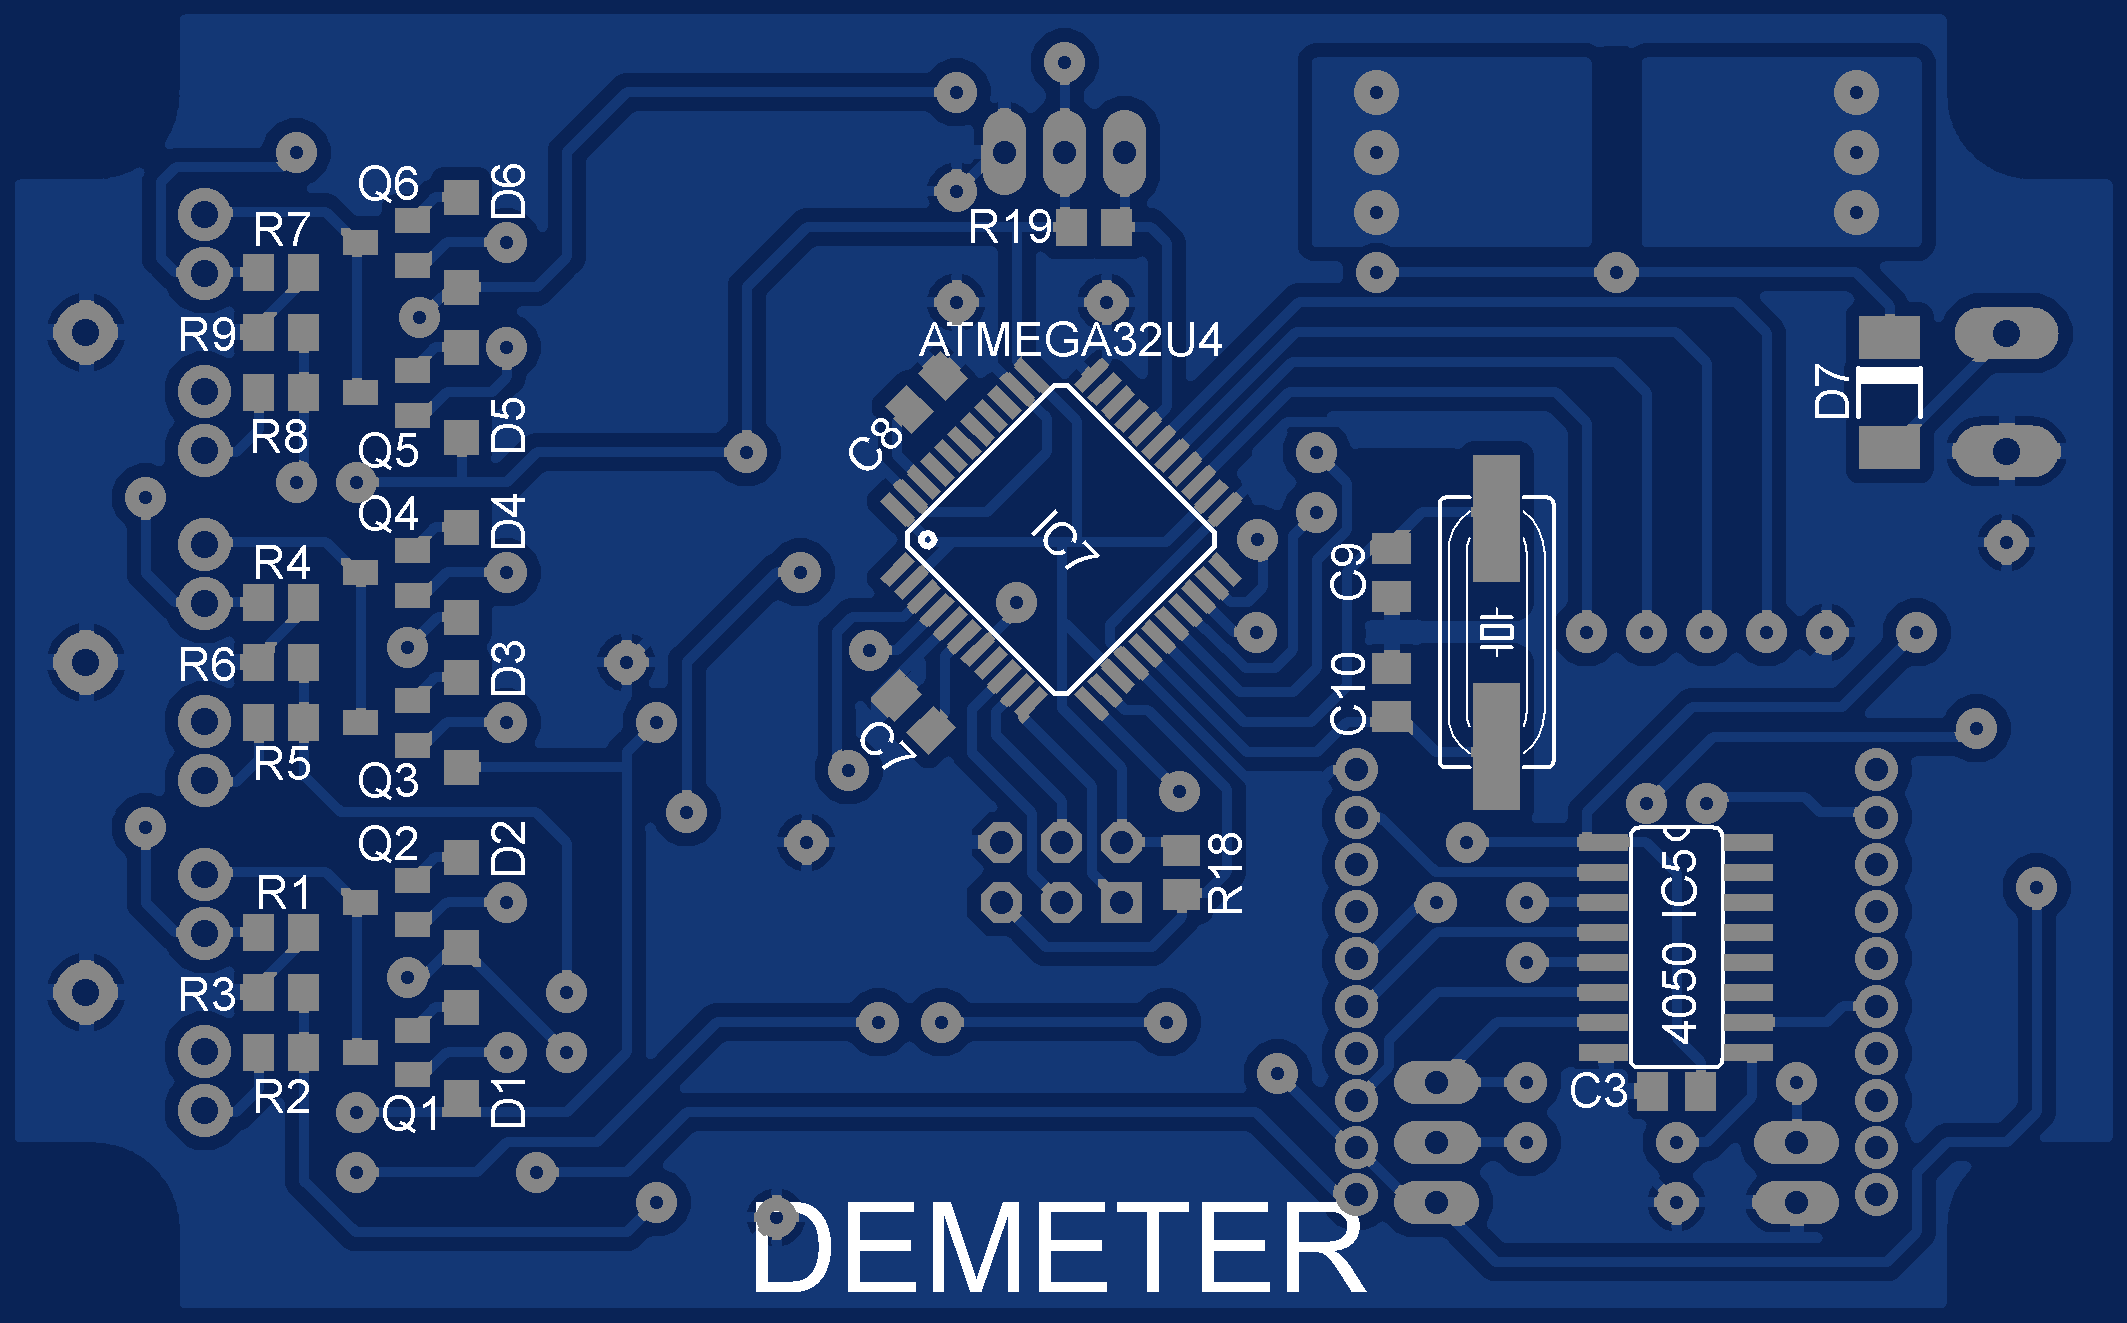 Q6
D6
R7
R19
R9
ATMEGA32U4
D7
R8
Q5
D5
C8
Q4
D4
IC7
R4
C9
R6
D3
C10
R5
Q3
C7
Q2
D2
R18
4050 IC5
R1
R3
R2
Q1
D1
C3
DEMETER